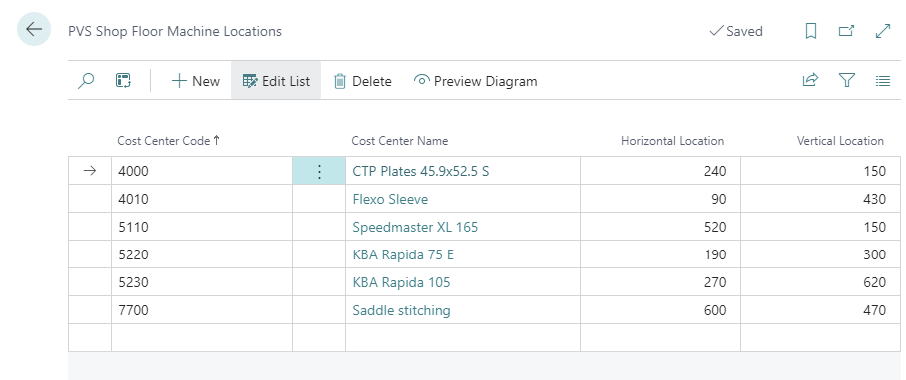 PVS Shop Floor Machine Locations
Saved
New Edit List Delete Preview Diagram
Cost Center Code ↑ Cost Center Name Horizontal Location Vertical Location
4000 CTP Plates 45.9x52.5 S 240 150
4010 Flexo Sleeve 90 430
5110 Speedmaster XL 165 520 150
5220 KBA Rapida 75 E 190 300
5230 KBA Rapida 105 270 620
7700 Saddle stitching 600 470